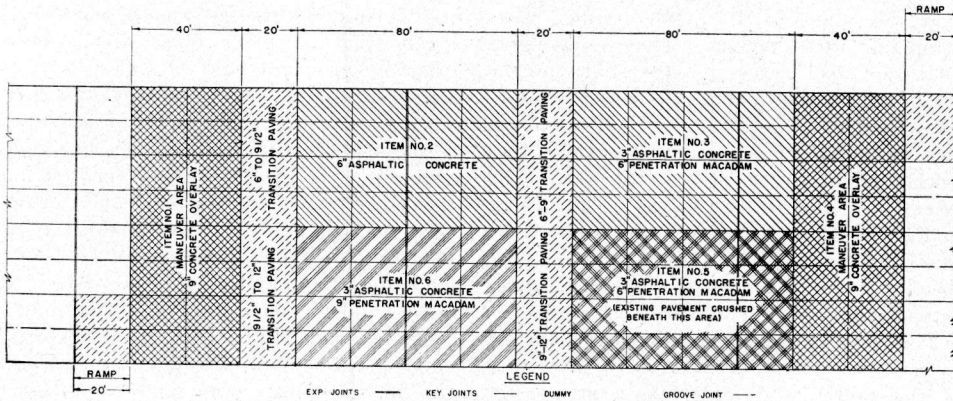 RAMP
40' 20' 80' 20' 80' 40' 20'
6" TO 9 1/2"
TRANSITION PAVING
ITEM NO.2
6" ASPHALTIC CONCRETE
6"-9" TRANSITION PAVING
ITEM NO.3
3" ASPHALTIC CONCRETE
6" PENETRATION MACADAM
ITEM NO.1
MANEUVER AREA
9" CONCRETE OVERLAY
ITEM NO.4
MANEUVER AREA
9" CONCRETE OVERLAY
9 1/2" TO 12"
TRANSITION PAVING
ITEM NO.6
3" ASPHALTIC CONCRETE
9" PENETRATION MACADAM
9"-12" TRANSITION PAVING
ITEM NO.5
3" ASPHALTIC CONCRETE
6" PENETRATION MACADAM
(EXISTING PAVEMENT CRUSHED
BENEATH THIS AREA)
RAMP
20'
LEGEND
EXP JOINTS KEY JOINTS DUMMY GROOVE JOINT